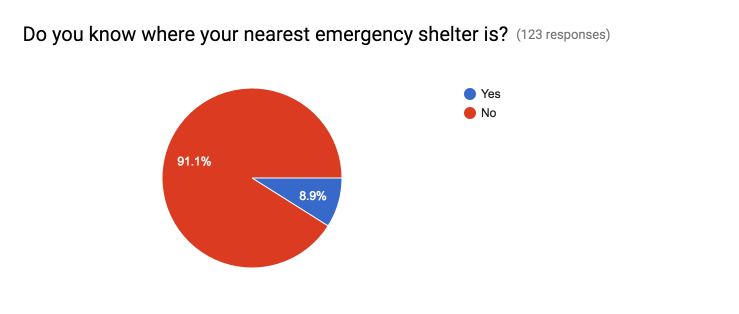 Do you know where your nearest emergency shelter is? (123 responses)
Yes
No
91.1%
8.9%